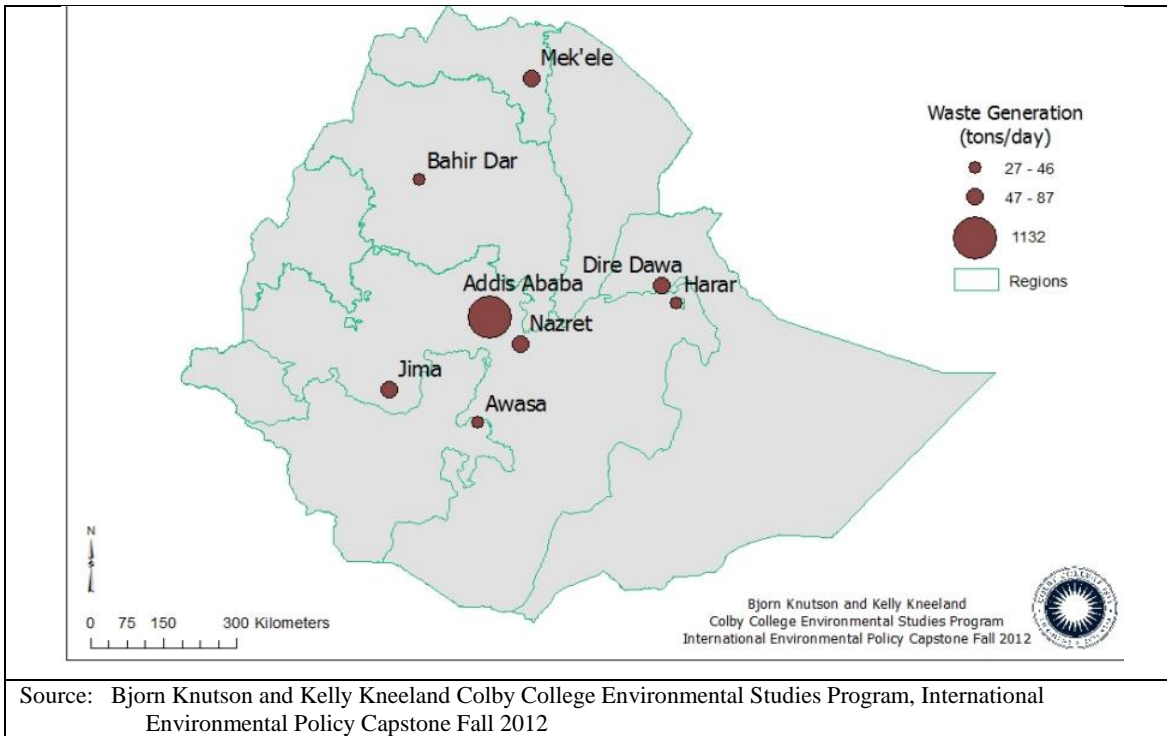 Mek'ele
Bahir Dar
Dire Dawa
Harar
Addis Ababa
Nazret
Jima
Awasa
Waste Generation
(tons/day)
27 - 46
47 - 87
1132
Regions
N
0 75 150 300 Kilometers
Bjorn Knutson and Kelly Kneeland
Colby College Environmental Studies Program
International Environmental Policy Capstone Fall 2012
Source: Bjorn Knutson and Kelly Kneeland Colby College Environmental Studies Program, International
Environmental Policy Capstone Fall 2012